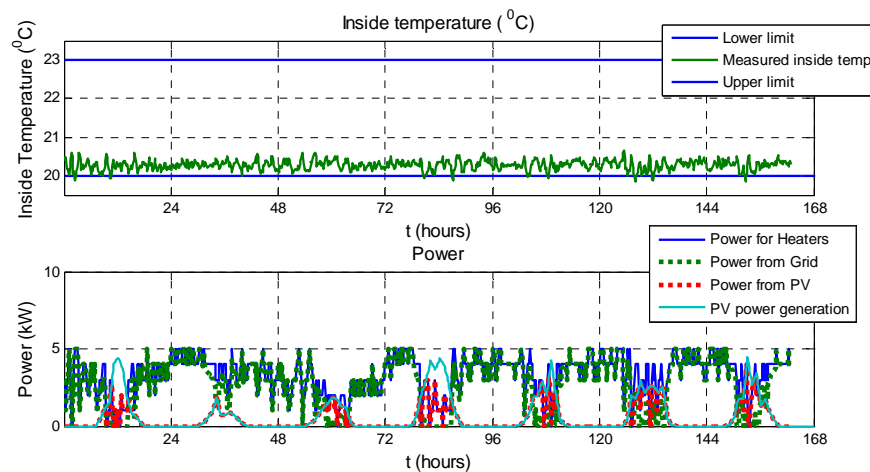 Inside temperature ( ⁰C)
Inside Temperature (⁰C)
23
22
21
20
24
48
72
96
120
144
168
t (hours)
Lower limit
Measured inside temp
Upper limit
Power
Power (kW)
10
5
0
24
48
72
96
120
144
168
t (hours)
Power for Heaters
Power from Grid
Power from PV
PV power generation